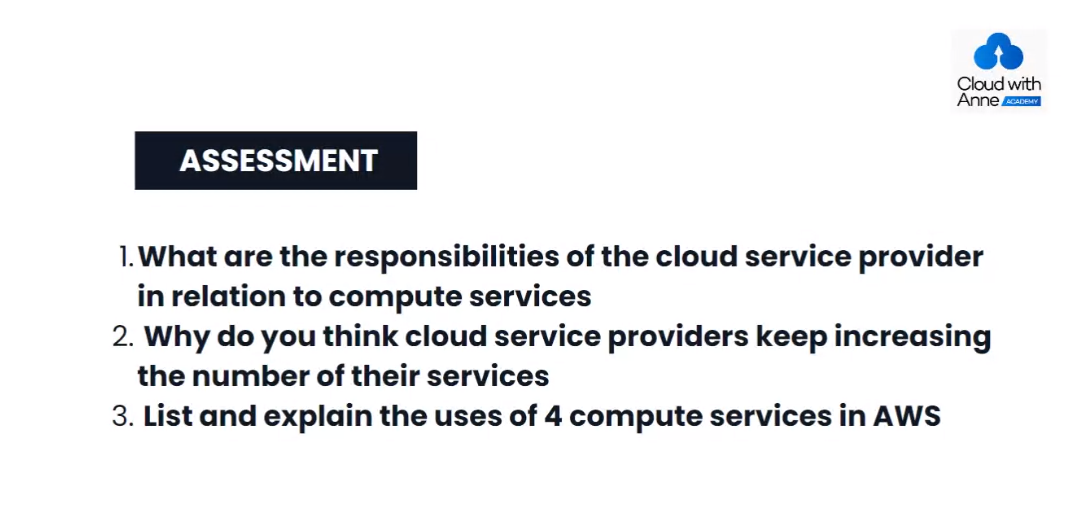 Cloud with
Anne ACADEMY
ASSESSMENT
1. What are the responsibilities of the cloud service provider
in relation to compute services
2. Why do you think cloud service providers keep increasing
the number of their services
3. List and explain the uses of 4 compute services in AWS